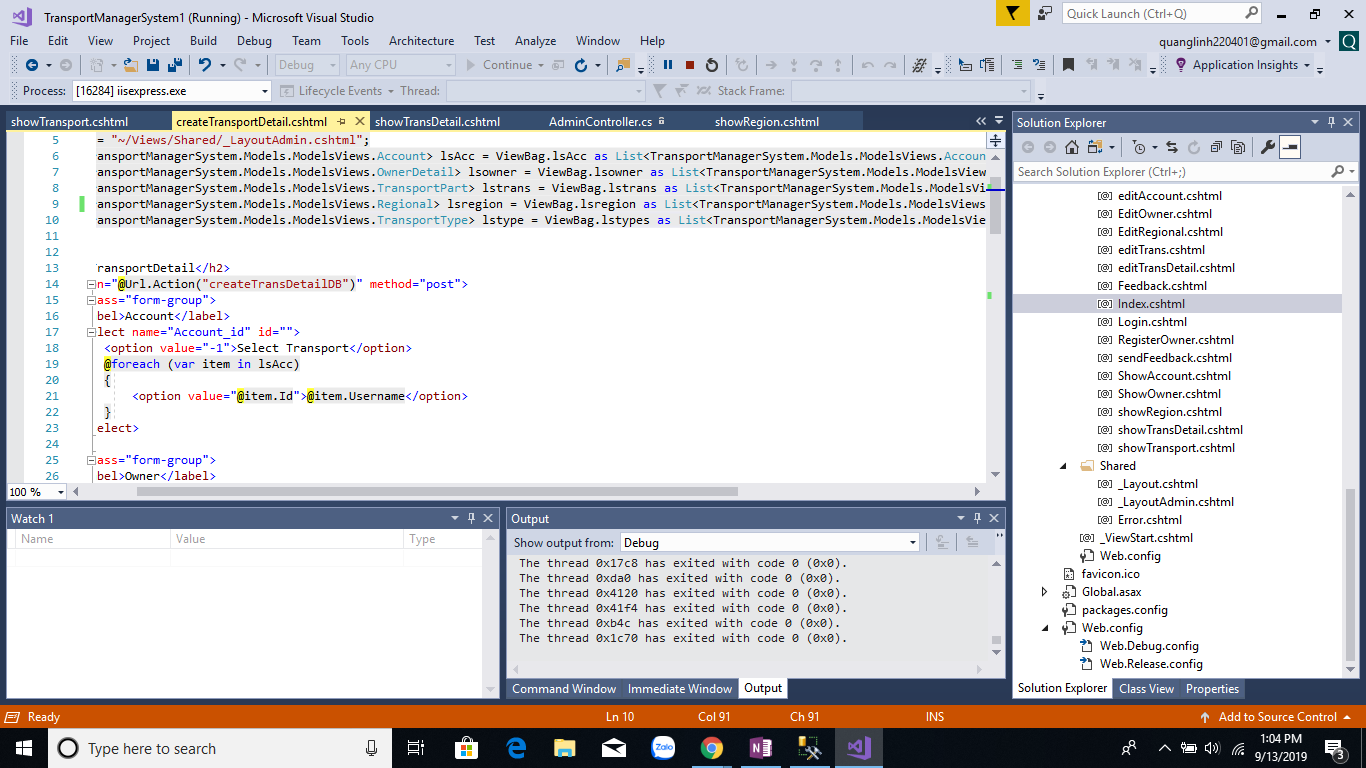 TransportManagerSystem1 (Running) - Microsoft Visual Studio
Quick Launch (Ctrl+Q)
File Edit View Project Build Debug Team Tools Architecture Test Analyze Window Help
quanglinh220401@gmail.com Q
Debug Any CPU Continue Application Insights
Process: [16284] iisexpress.exe Lifecycle Events Thread: Stack Frame:
showTransport.cshtml createTransportDetail.cshtml showTransDetail.cshtml AdminController.cs showRegion.cshtml
5 = "~/Views/Shared/_LayoutAdmin.cshtml";
6 ansportManagerSystem.Models.ModelsViews.Account> lsAcc = ViewBag.lsAcc as List<TransportManagerSystem.Models.ModelsViews.Accoun
7 ansportManagerSystem.Models.ModelsViews.OwnerDetail> lsowner = ViewBag.lsowner as List<TransportManagerSystem.Models.ModelsView
8 ansportManagerSystem.Models.ModelsViews.TransportPart> lstrans = ViewBag.lstrans as List<TransportManagerSystem.Models.ModelsVi
9 ansportManagerSystem.Models.ModelsViews.Regional> lsregion = ViewBag.lsregion as List<TransportManagerSystem.Models.ModelsViews
10 ansportManagerSystem.Models.ModelsViews.TransportType> lstype = ViewBag.lstypes as List<TransportManagerSystem.Models.ModelsVie
11
12
13 ransportDetail</h2>
14 n="@Url.Action("createTransDetailDB")" method="post">
15 ass="form-group">
16 bel>Account</label>
17 lect name="Account_id" id="">
18 <option value="-1">Select Transport</option>
19 @foreach (var item in lsAcc)
20 {
21 <option value="@item.Id">@item.Username</option>
22 }
23 elect>
24
25 ass="form-group">
26 bel>Owner</label>
100 %
Watch 1
Name Value Type
Output
Show output from: Debug
The thread 0x17c8 has exited with code 0 (0x0).
The thread 0xda0 has exited with code 0 (0x0).
The thread 0x4120 has exited with code 0 (0x0).
The thread 0x41f4 has exited with code 0 (0x0).
The thread 0xb4c has exited with code 0 (0x0).
The thread 0x1c70 has exited with code 0 (0x0).
Command Window Immediate Window Output
Solution Explorer
Search Solution Explorer (Ctrl+;)
editAccount.cshtml
EditOwner.cshtml
EditRegional.cshtml
editTrans.cshtml
editTransDetail.cshtml
Feedback.cshtml
Index.cshtml
Login.cshtml
RegisterOwner.cshtml
sendFeedback.cshtml
ShowAccount.cshtml
ShowOwner.cshtml
showRegion.cshtml
showTransDetail.cshtml
showTransport.cshtml
Shared
_Layout.cshtml
_LayoutAdmin.cshtml
Error.cshtml
_ViewStart.cshtml
Web.config
favicon.ico
Global.asax
packages.config
Web.config
Web.Debug.config
Web.Release.config
Solution Explorer Class View Properties
Ready Ln 10 Col 91 Ch 91 INS Add to Source Control
Type here to search
Zalo
1:04 PM
9/13/2019
3